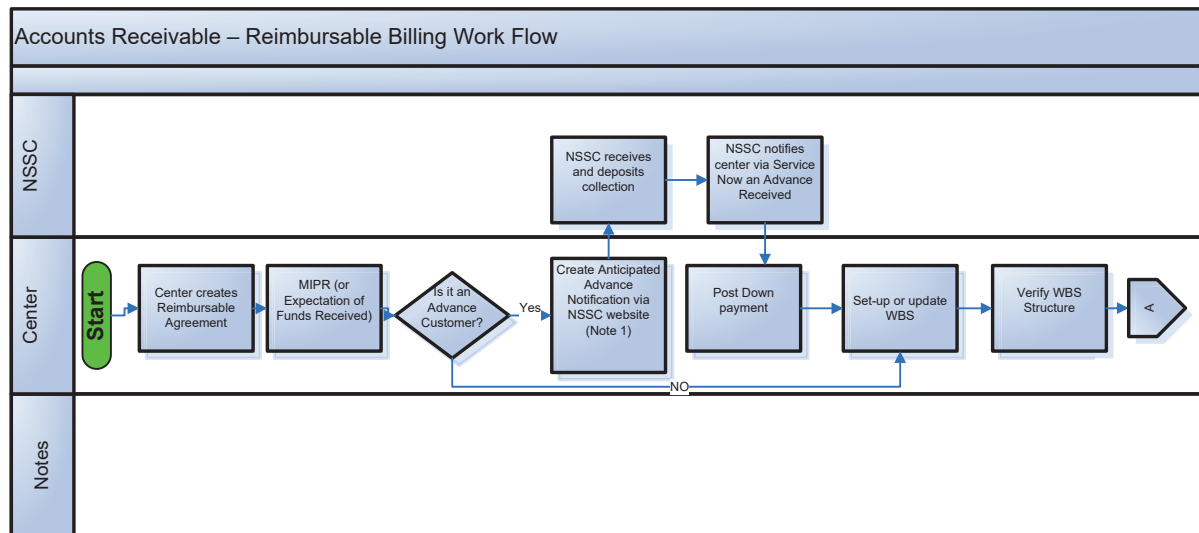 Accounts Receivable – Reimbursable Billing Work Flow
NSSC
NSSC receives
and deposits
collection
NSSC notifies
center via Service
Now an Advance
Received
Center
Start
Center creates
Reimbursable
Agreement
MIPR (or
Expectation of
Funds Received)
Is it an
Advance
Customer?
Yes
NO
Create Anticipated
Advance
Notification via
NSSC website
(Note 1)
Post Down
payment
Set-up or update
WBS
Verify WBS
Structure
A
Notes